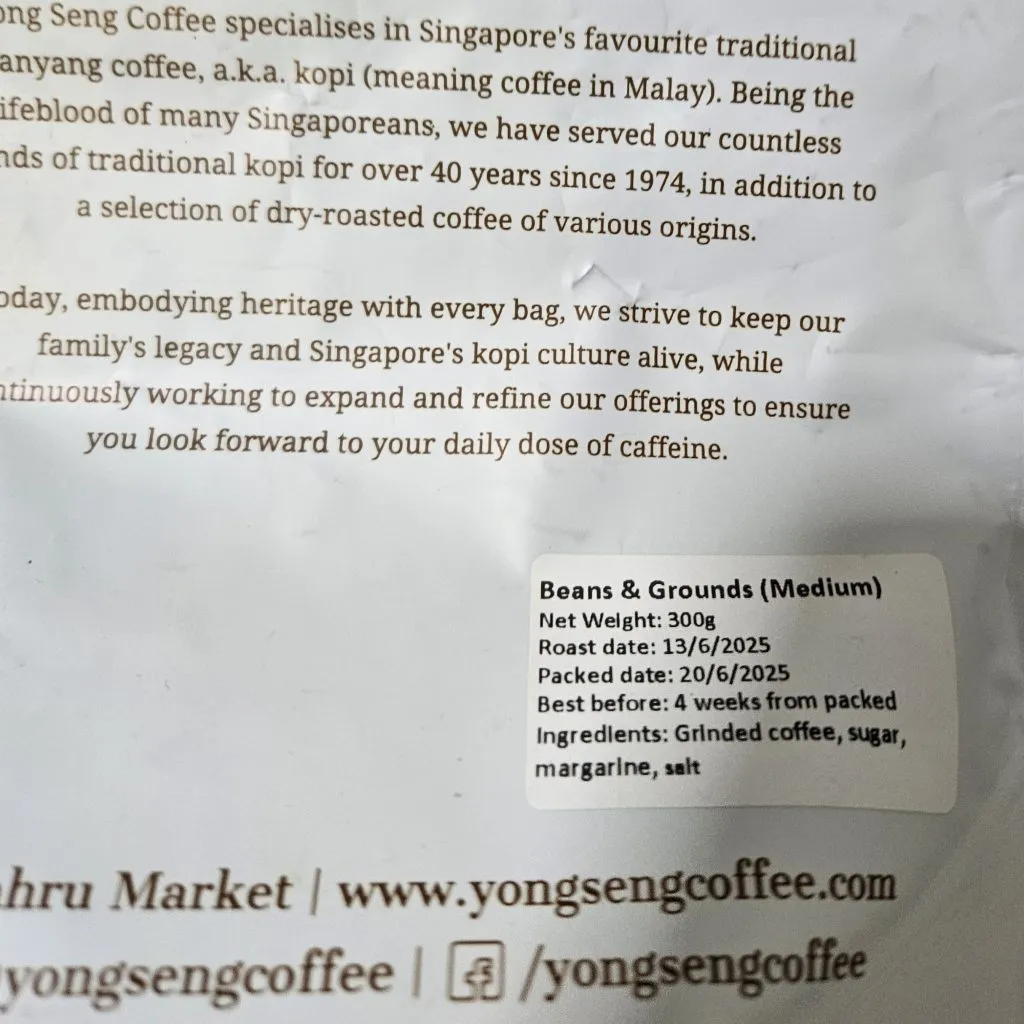 ong Seng Coffee specialises in Singapore's favourite traditional
anyang coffee, a.k.a. kopi (meaning coffee in Malay). Being the
ifeblood of many Singaporeans, we have served our countless
nds of traditional kopi for over 40 years since 1974, in addition to
a selection of dry-roasted coffee of various origins.
oday, embodying heritage with every bag, we strive to keep our
family's legacy and Singapore's kopi culture alive, while
ntinuously working to expand and refine our offerings to ensure
you look forward to your daily dose of caffeine.
Beans & Grounds (Medium)
Net Weight: 300g
Roast date: 13/6/2025
Packed date: 20/6/2025
Best before: 4 weeks from packed
Ingredients: Grinded coffee, sugar,
margarine, salt
hru Market | www.yongsengcoffee.com
yongsengcoffee | /yongsengcoffee